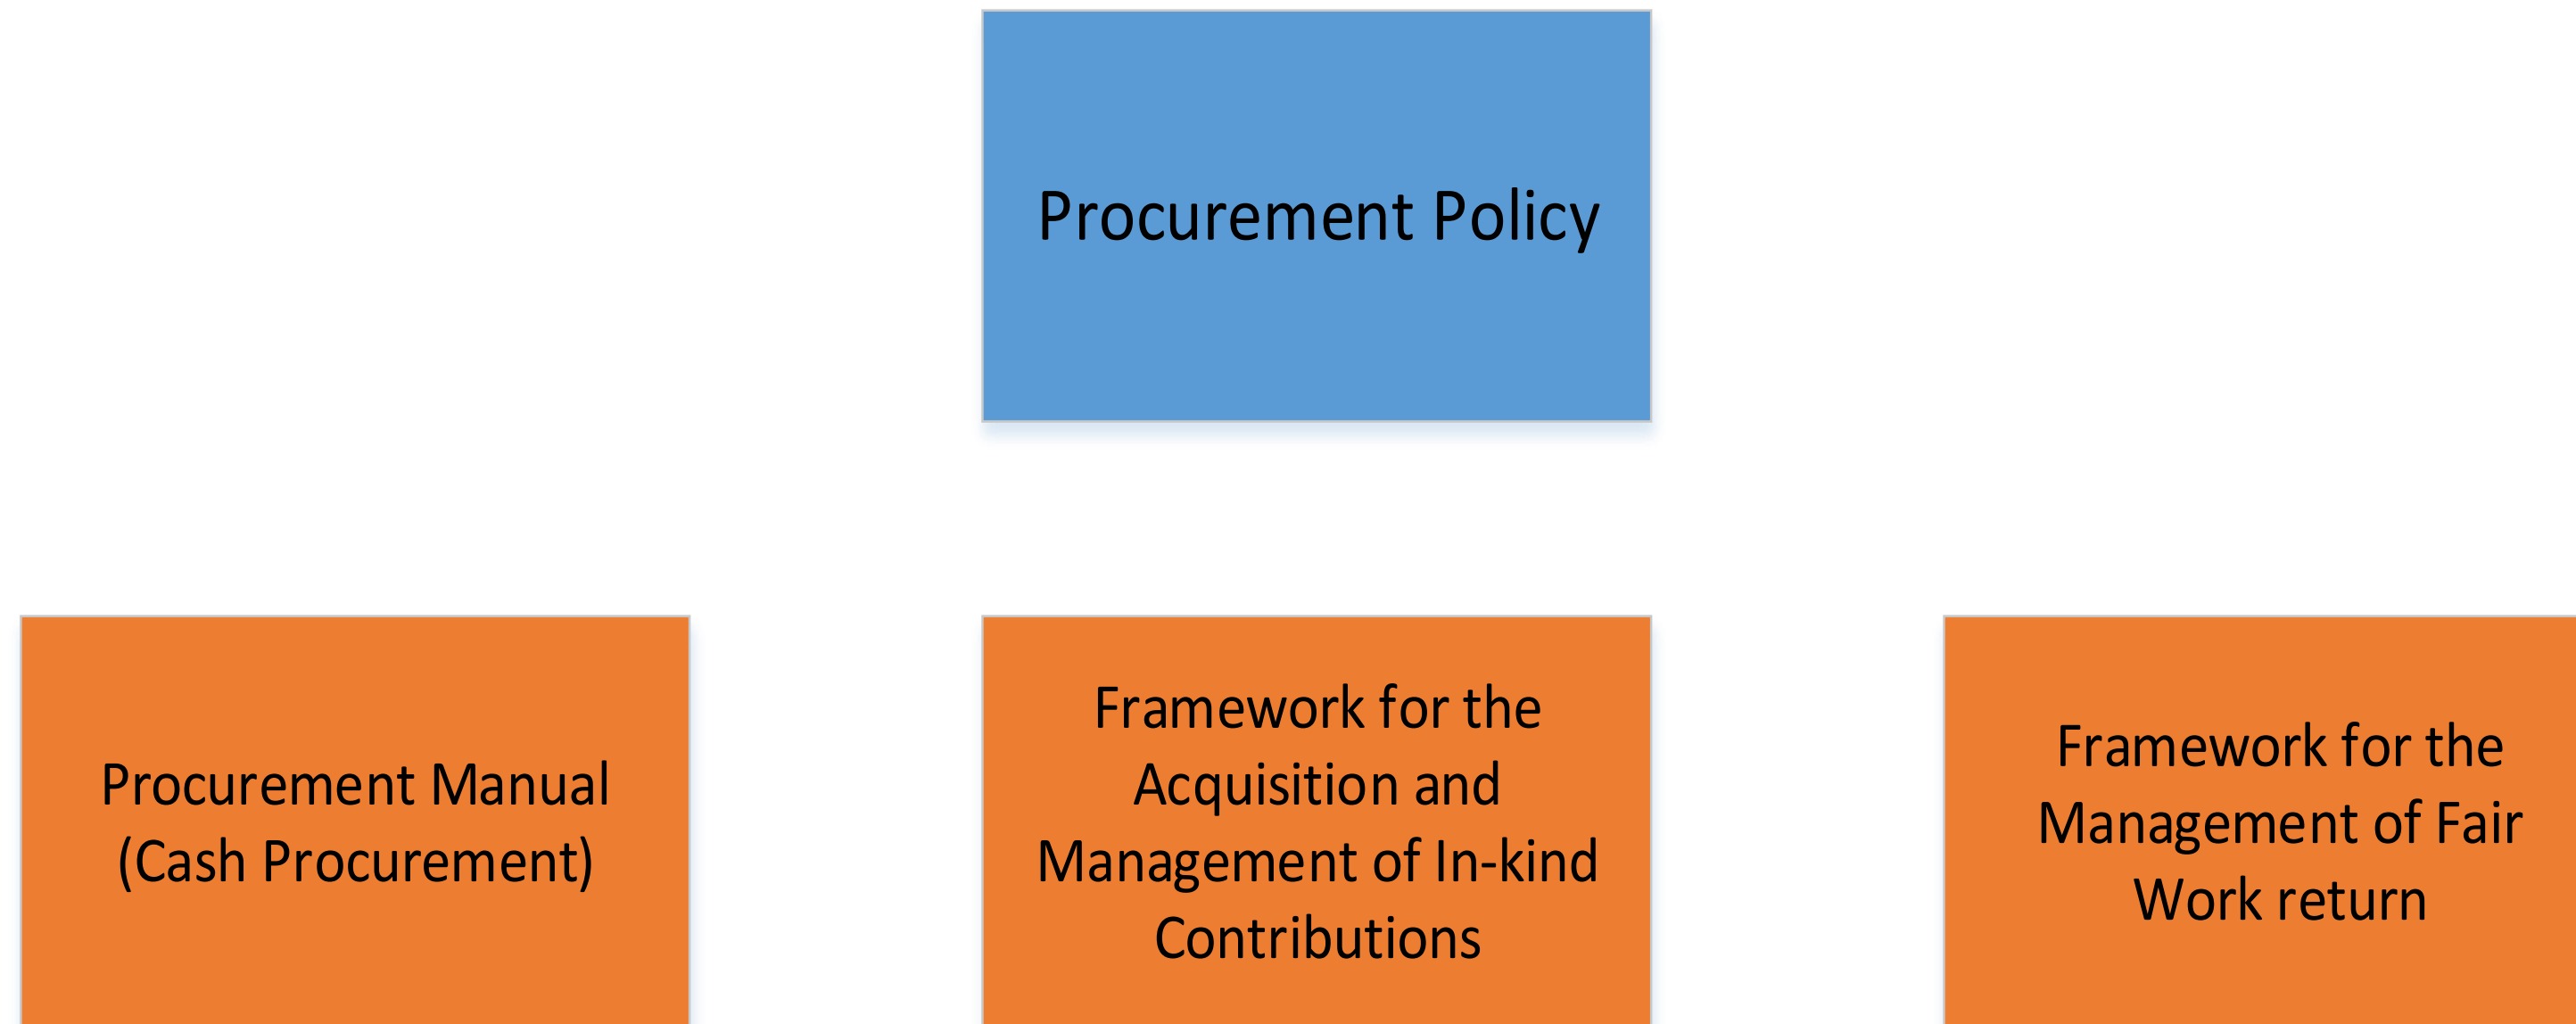 Procurement Policy
Procurement Manual
(Cash Procurement)
Framework for the
Acquisition and
Management of In-kind
Contributions
Framework for the
Management of Fair
Work return